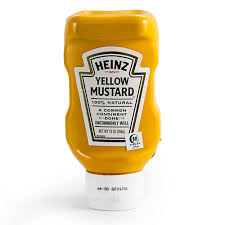 HEINZ
YELLOW
MUSTARD
100% NATURAL
A COMMON
CONDIMENT
DONE
UNCOMMONLY WELL